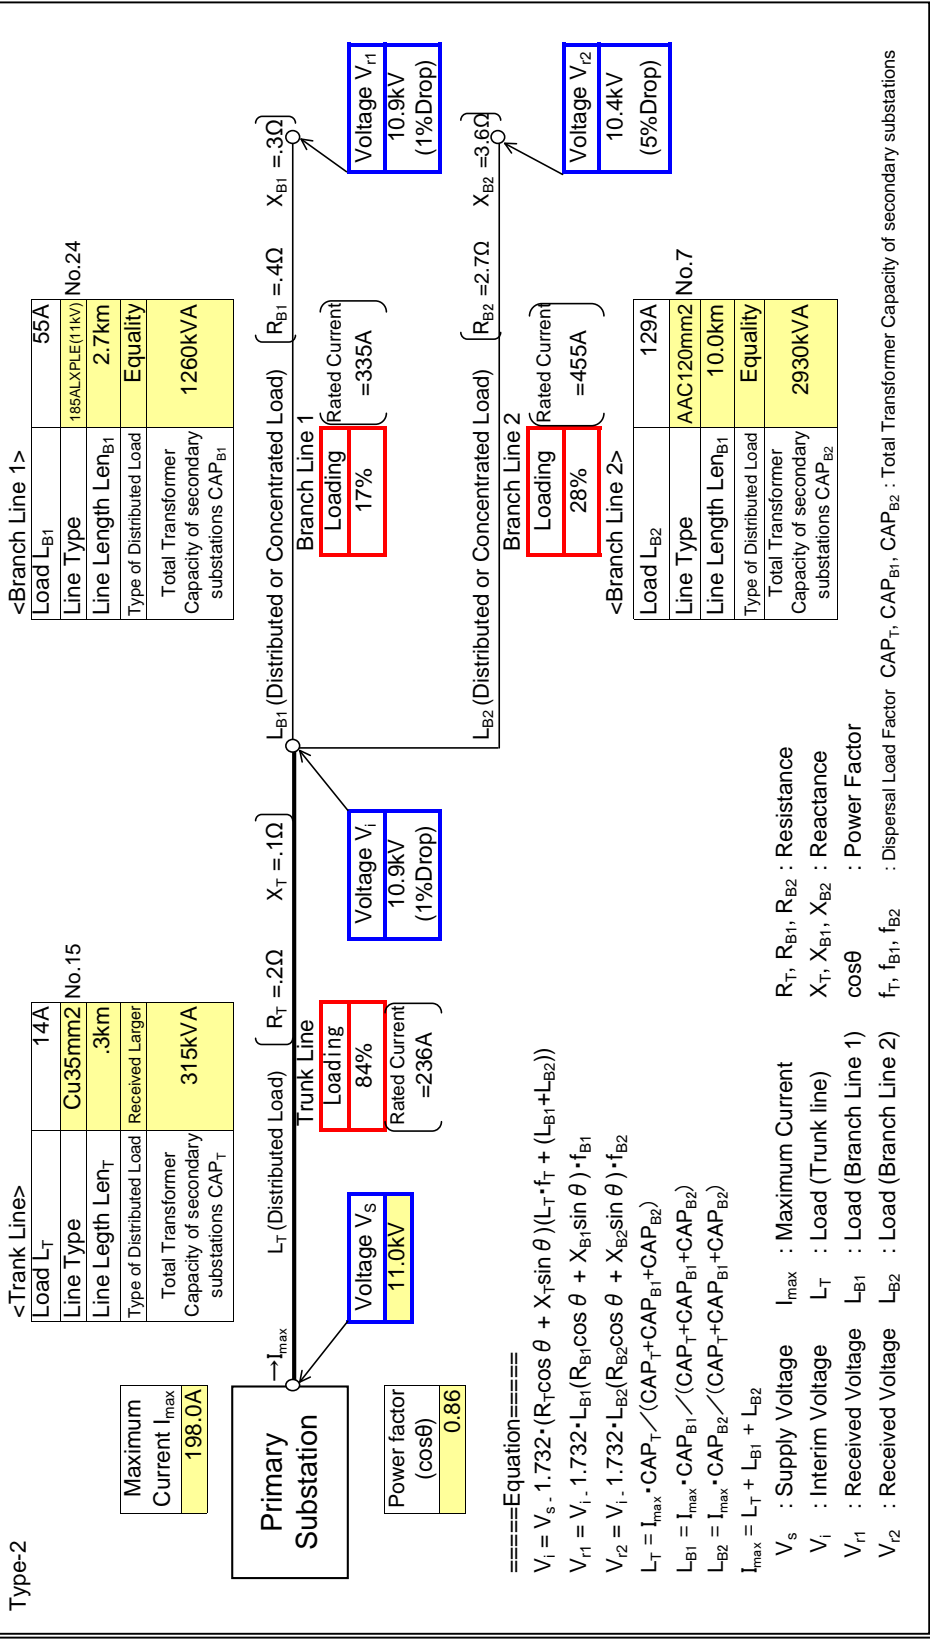 Type-2
Maximum
Current Imax
198.0A
Primary
Substation
Power factor
(cosθ)
0.86
<Trank Line>
Load LT 14A
Line Type Cu35mm2 No.15
Line Legth LenT .3km
Type of Distributed Load Received Larger
Total Transformer
Capacity of secondary
substations CAPT
315kVA
<Branch Line 1>
Load LB1 55A
Line Type 185ALXPLE(11kV) No.24
Line Length LenB1 2.7km
Type of Distributed Load Equality
Total Transformer
Capacity of secondary
substations CAPB1
1260kVA
→Imax
LT (Distributed Load) RT =.2Ω XT =.1Ω
LB1 (Distributed or Concentrated Load) RB1 =.4Ω XB1 =.3Ω
Voltage VS
11.0kV
Trunk Line
Loading
84%
Rated Current
=236A
Voltage Vi
10.9kV
(1%Drop)
Branch Line 1
Loading
17%
Rated Current
=335A
Voltage Vr1
10.9kV
(1%Drop)
LB2 (Distributed or Concentrated Load) RB2 =2.7Ω XB2 =3.6Ω
Branch Line 2
Loading
28%
Rated Current
=455A
Voltage Vr2
10.4kV
(5%Drop)
<Branch Line 2>
Load LB2 129A
Line Type AAC120mm2 No.7
Line Length LenB1 10.0km
Type of Distributed Load Equality
Total Transformer
Capacity of secondary
substations CAPB2
2930kVA
=====Equation=====
Vi = Vs - 1.732・(RTcos θ + XTsin θ)(LT・fT + (LB1+LB2))
Vr1 = Vi - 1.732・LB1(RB1cos θ + XB1sin θ)・fB1
Vr2 = Vi - 1.732・LB2(RB2cos θ + XB2sin θ)・fB2
LT = Imax・CAPT／(CAPT+CAPB1+CAPB2)
LB1 = Imax・CAPB1／(CAPT+CAPB1+CAPB2)
LB2 = Imax・CAPB2／(CAPT+CAPB1+CAPB2)
Imax = LT + LB1 + LB2
Vs : Supply Voltage Imax : Maximum Current RT, RB1, RB2 : Resistance
Vi : Interim Voltage LT : Load (Trunk line) XT, XB1, XB2 : Reactance
Vr1 : Received Voltage LB1 : Load (Branch Line 1) cosθ : Power Factor
Vr2 : Received Voltage LB2 : Load (Branch Line 2) fT, fB1, fB2 : Dispersal Load Factor CAPT, CAPB1, CAPB2 : Total Transformer Capacity of secondary substations